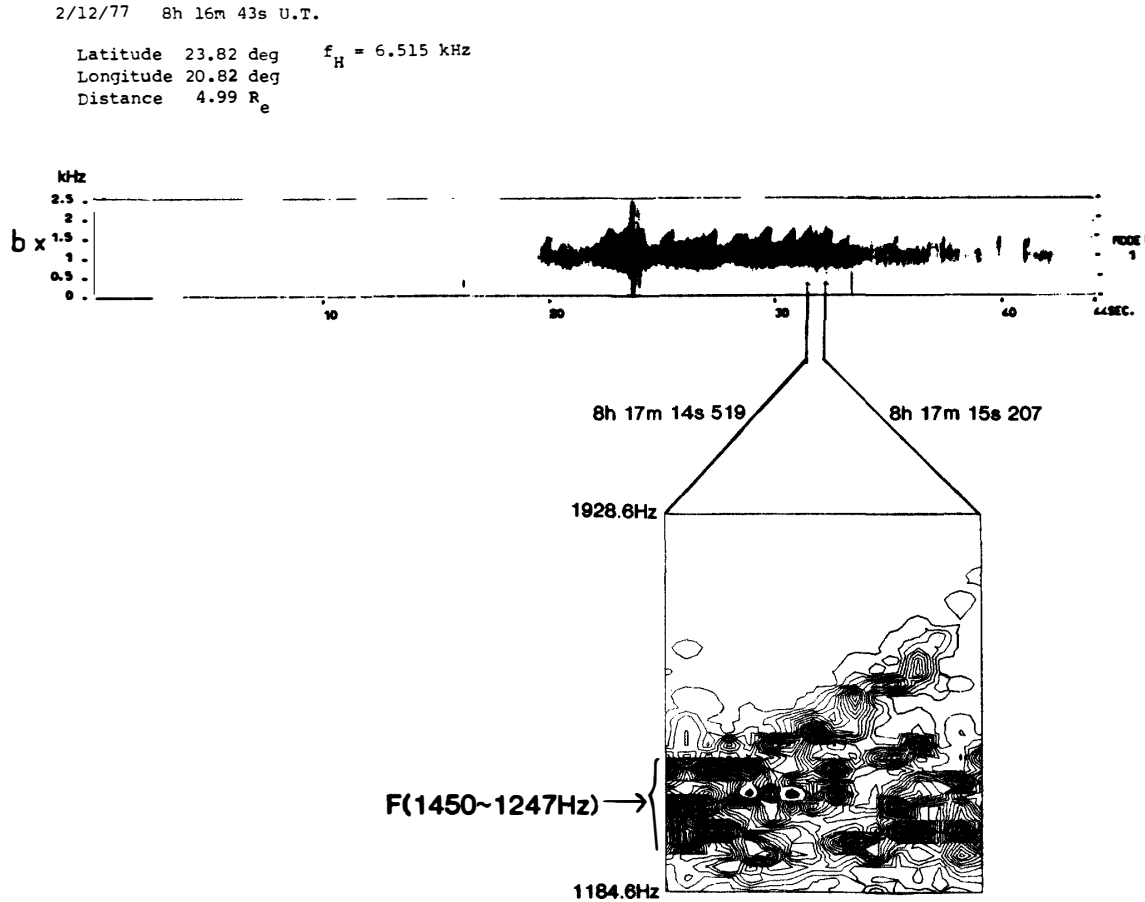 2/12/77 8h 16m 43s U.T.
Latitude 23.82 deg f_H = 6.515 kHz
Longitude 20.82 deg
Distance 4.99 R_e
kHz
2.5
2
b x 1.5
1
0.5
0
MODE
1
10 20 30 40 44SEC.
8h 17m 14s 519 8h 17m 15s 207
1928.6Hz
F(1450~1247Hz)
1184.6Hz